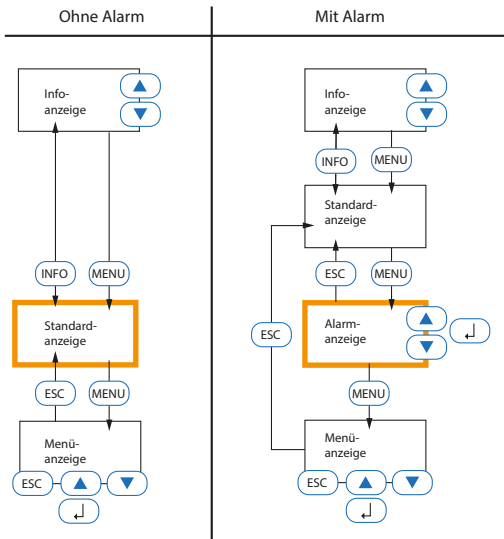 Ohne Alarm
Info-
anzeige
INFO
MENU
Standard-
anzeige
ESC
MENU
Menü-
anzeige
ESC
Mit Alarm
Info-
anzeige
INFO
MENU
Standard-
anzeige
ESC
MENU
ESC
Alarm-
anzeige
MENU
Menü-
anzeige
ESC